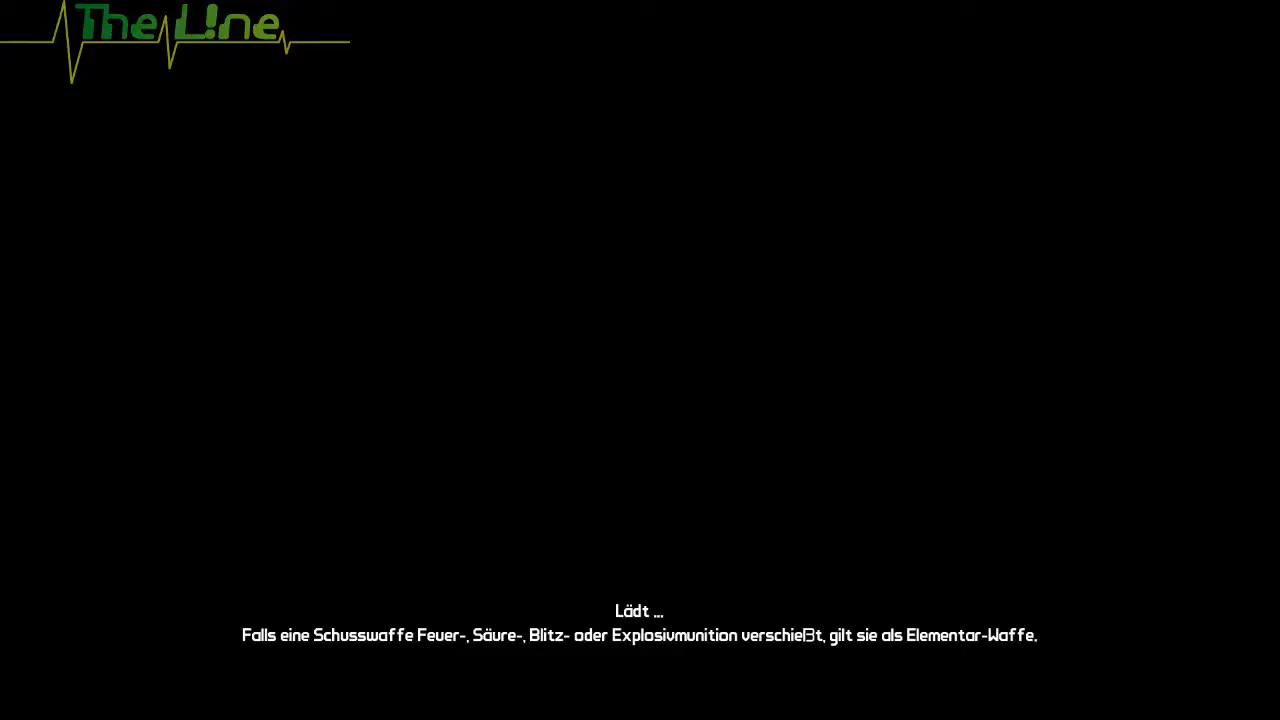 The L!ne
Lädt ...
Falls eine Schusswaffe Feuer-, Säure-, Blitz- oder Explosivmunition verschießt, gilt sie als Elementar-Waffe.